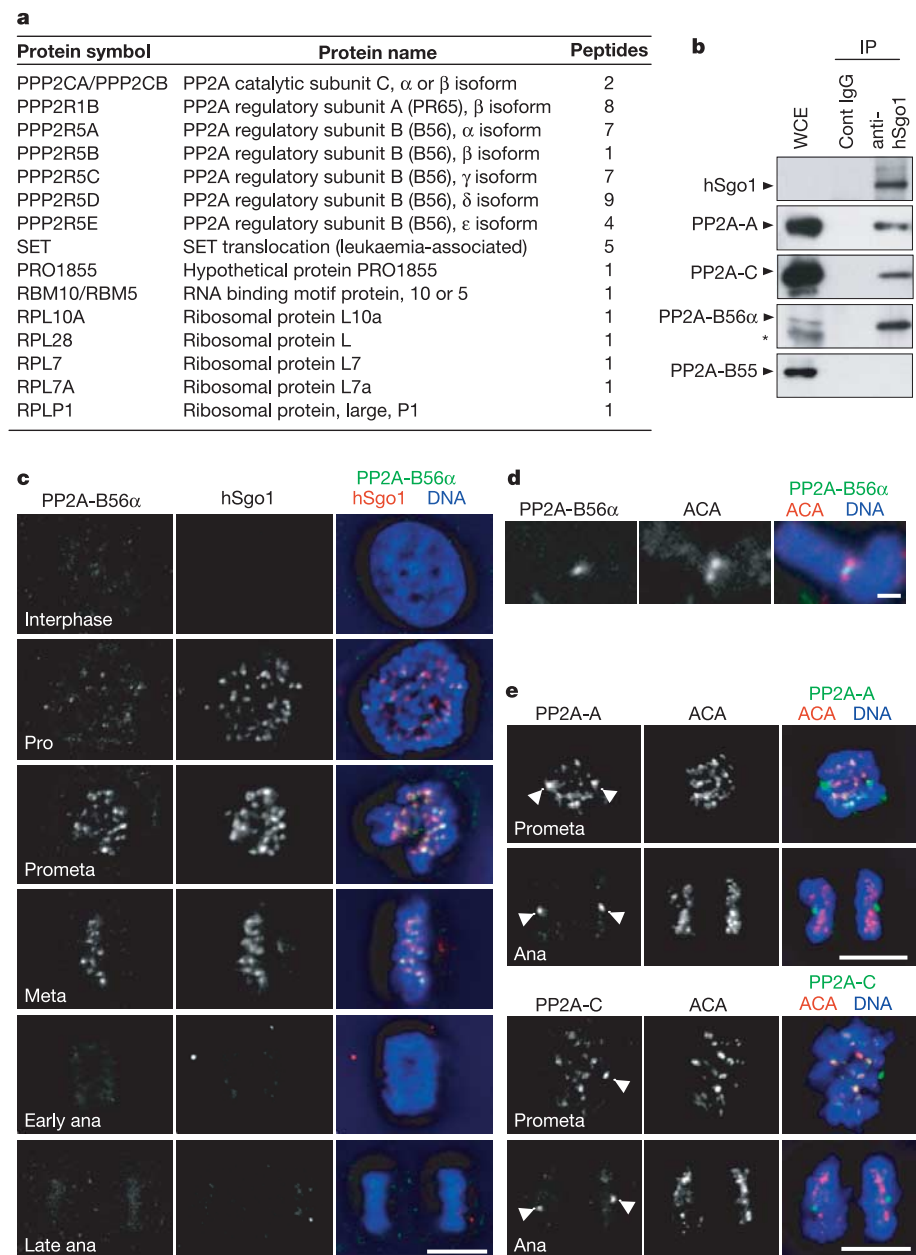 a
Protein symbol Protein name Peptides
PPP2CA/PPP2CB PP2A catalytic subunit C, α or β isoform 2
PPP2R1B PP2A regulatory subunit A (PR65), β isoform 8
PPP2R5A PP2A regulatory subunit B (B56), α isoform 7
PPP2R5B PP2A regulatory subunit B (B56), β isoform 1
PPP2R5C PP2A regulatory subunit B (B56), γ isoform 7
PPP2R5D PP2A regulatory subunit B (B56), δ isoform 9
PPP2R5E PP2A regulatory subunit B (B56), ε isoform 4
SET SET translocation (leukaemia-associated) 5
PRO1855 Hypothetical protein PRO1855 1
RBM10/RBM5 RNA binding motif protein, 10 or 5 1
RPL10A Ribosomal protein L10a 1
RPL28 Ribosomal protein L 1
RPL7 Ribosomal protein L7 1
RPL7A Ribosomal protein L7a 1
RPLP1 Ribosomal protein, large, P1 1
b
IP
WCE
Cont IgG
anti-
hSgo1
hSgo1
PP2A-A
PP2A-C
PP2A-B56α
*
PP2A-B55
c
PP2A-B56α hSgo1
PP2A-B56α
hSgo1 DNA
Interphase
Pro
Prometa
Meta
Early ana
Late ana
d
PP2A-B56α ACA
PP2A-B56α
ACA DNA
e
PP2A-A ACA
PP2A-A
ACA DNA
Prometa
Ana
PP2A-C ACA
PP2A-C
ACA DNA
Prometa
Ana